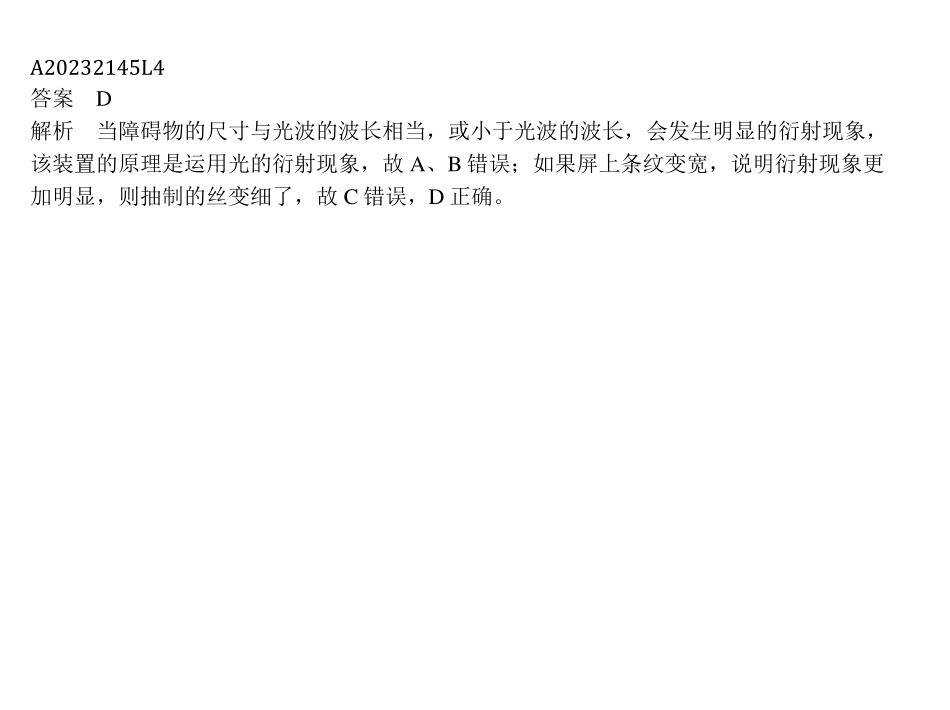 A20232145L4
答案　D
解析　当障碍物的尺寸与光波的波长相当，或小于光波的波长，会发生明显的衍射现象，
该装置的原理是运用光的衍射现象，故 A、B 错误；如果屏上条纹变宽，说明衍射现象更
加明显，则抽制的丝变细了，故 C 错误，D 正确。